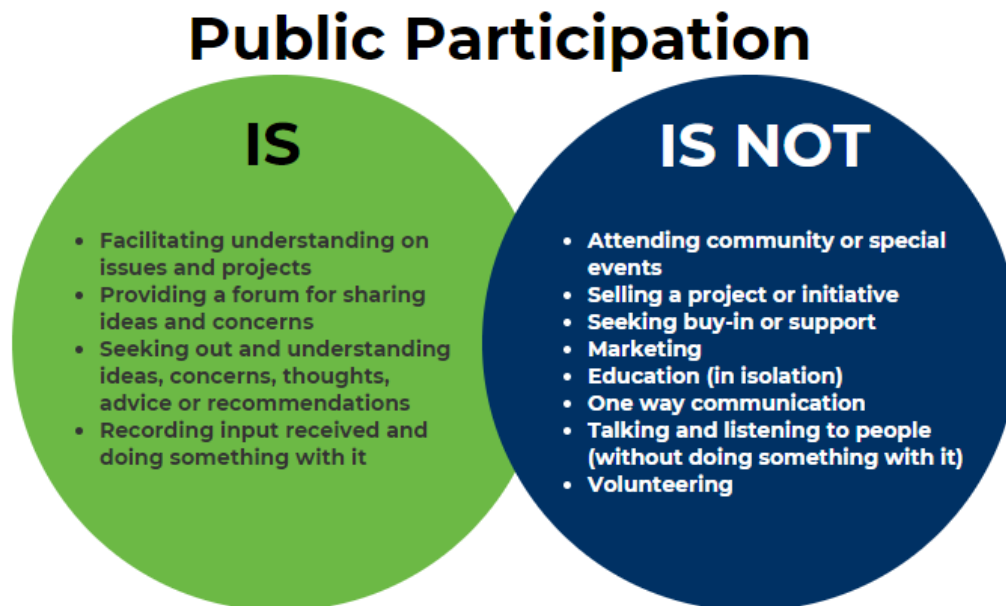 Public Participation
IS
• Facilitating understanding on
issues and projects
• Providing a forum for sharing
ideas and concerns
• Seeking out and understanding
ideas, concerns, thoughts,
advice or recommendations
• Recording input received and
doing something with it
IS NOT
• Attending community or special
events
• Selling a project or initiative
• Seeking buy-in or support
• Marketing
• Education (in isolation)
• One way communication
• Talking and listening to people
(without doing something with it)
• Volunteering